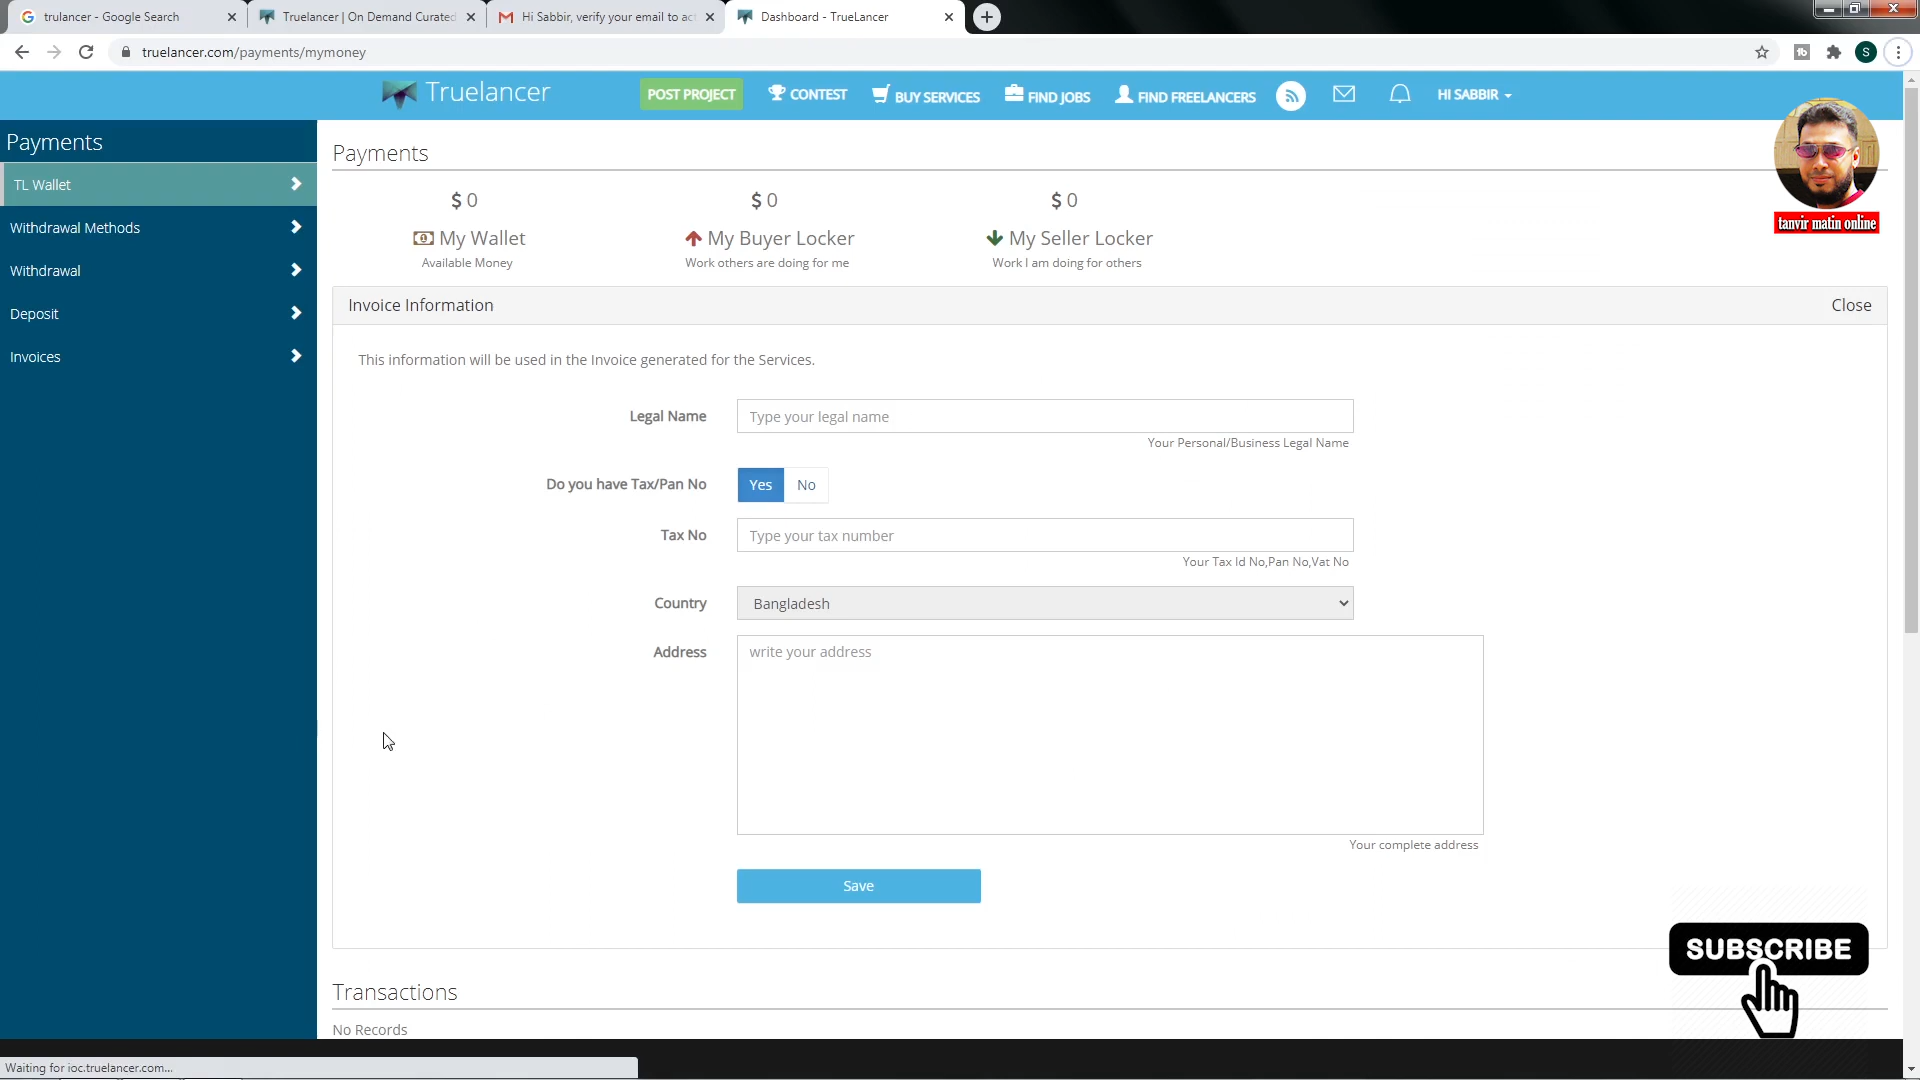 trulancer - Google Search
Truelancer | On Demand Curated
Hi Sabbir, verify your email to ac
Dashboard - TrueLancer
truelancer.com/payments/mymoney
S
Truelancer
POST PROJECT
CONTEST
BUY SERVICES
FIND JOBS
FIND FREELANCERS
HI SABBIR
tanvir matin online
Payments
TL Wallet
Withdrawal Methods
Withdrawal
Deposit
Invoices
Payments
$ 0
My Wallet
Available Money
$ 0
My Buyer Locker
Work others are doing for me
$ 0
My Seller Locker
Work I am doing for others
Invoice Information
Close
This information will be used in the Invoice generated for the Services.
Legal Name
Type your legal name
Your Personal/Business Legal Name
Do you have Tax/Pan No
Yes
No
Tax No
Type your tax number
Your Tax Id No,Pan No,Vat No
Country
Bangladesh
Address
write your address
Your complete address
Save
SUBSCRIBE
Transactions
No Records
Waiting for ioc.truelancer.com...